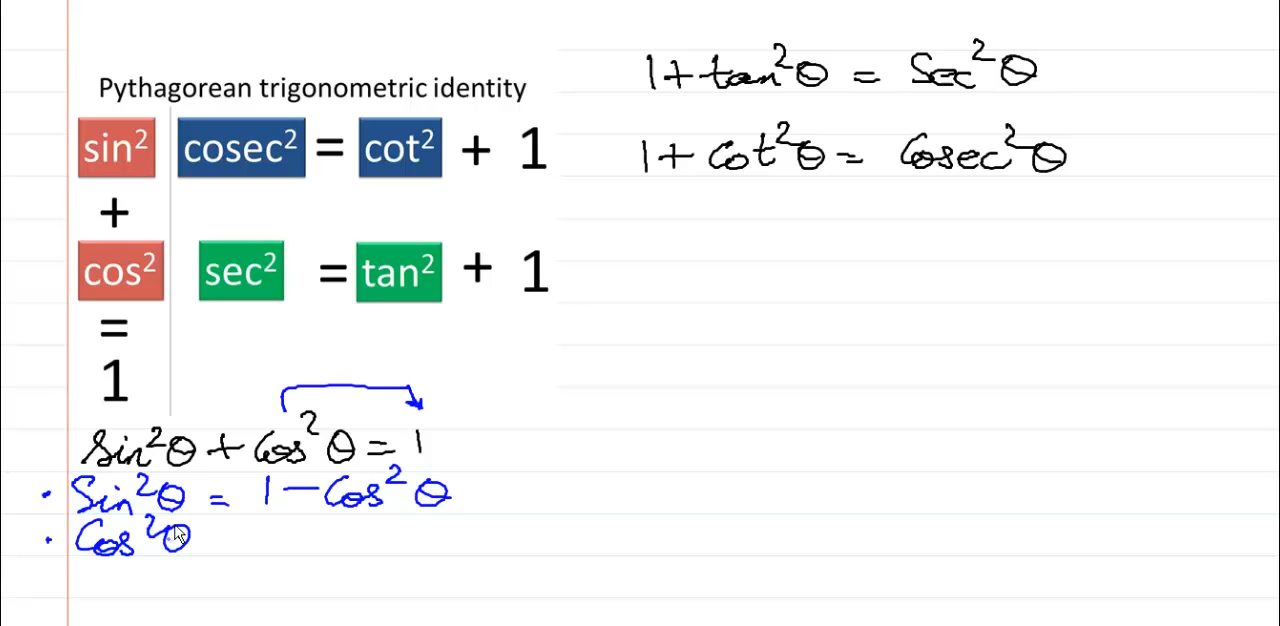 Pythagorean trigonometric identity
sin²
+
cos²
=
1
cosec² = cot² + 1
sec² = tan² + 1
sin²θ + cos²θ = 1
• Sin²θ = 1 − Cos²θ
• Cos²θ
1 + tan²θ = Sec²θ
1 + Cot²θ = Cosec²θ